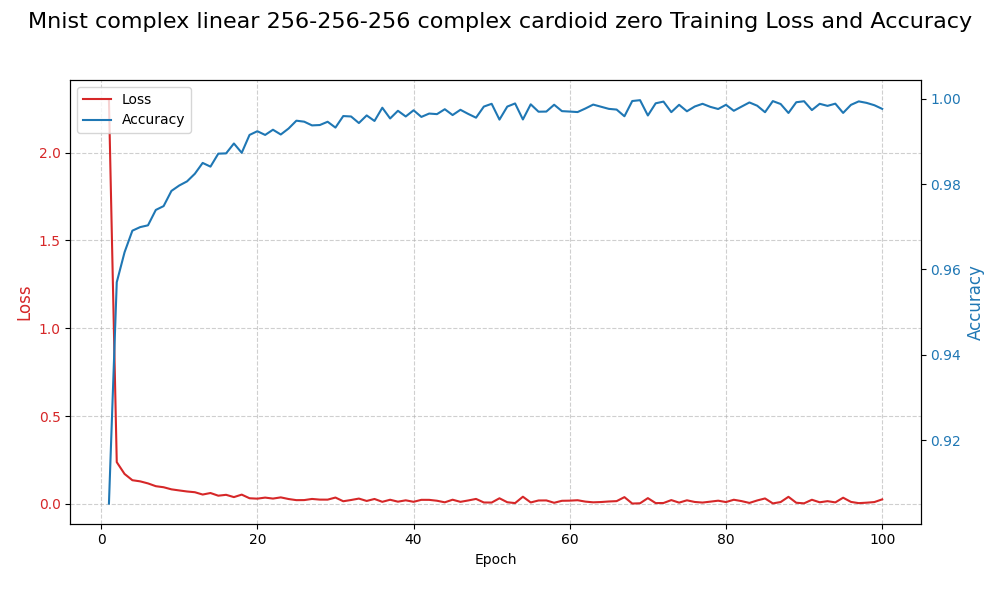 Mnist complex linear 256-256-256 complex cardioid zero Training Loss and Accuracy
Loss
Accuracy
2.0
1.5
1.0
0.5
0.0
Loss
1.00
0.98
0.96
0.94
0.92
Accuracy
0 20 40 60 80 100
Epoch